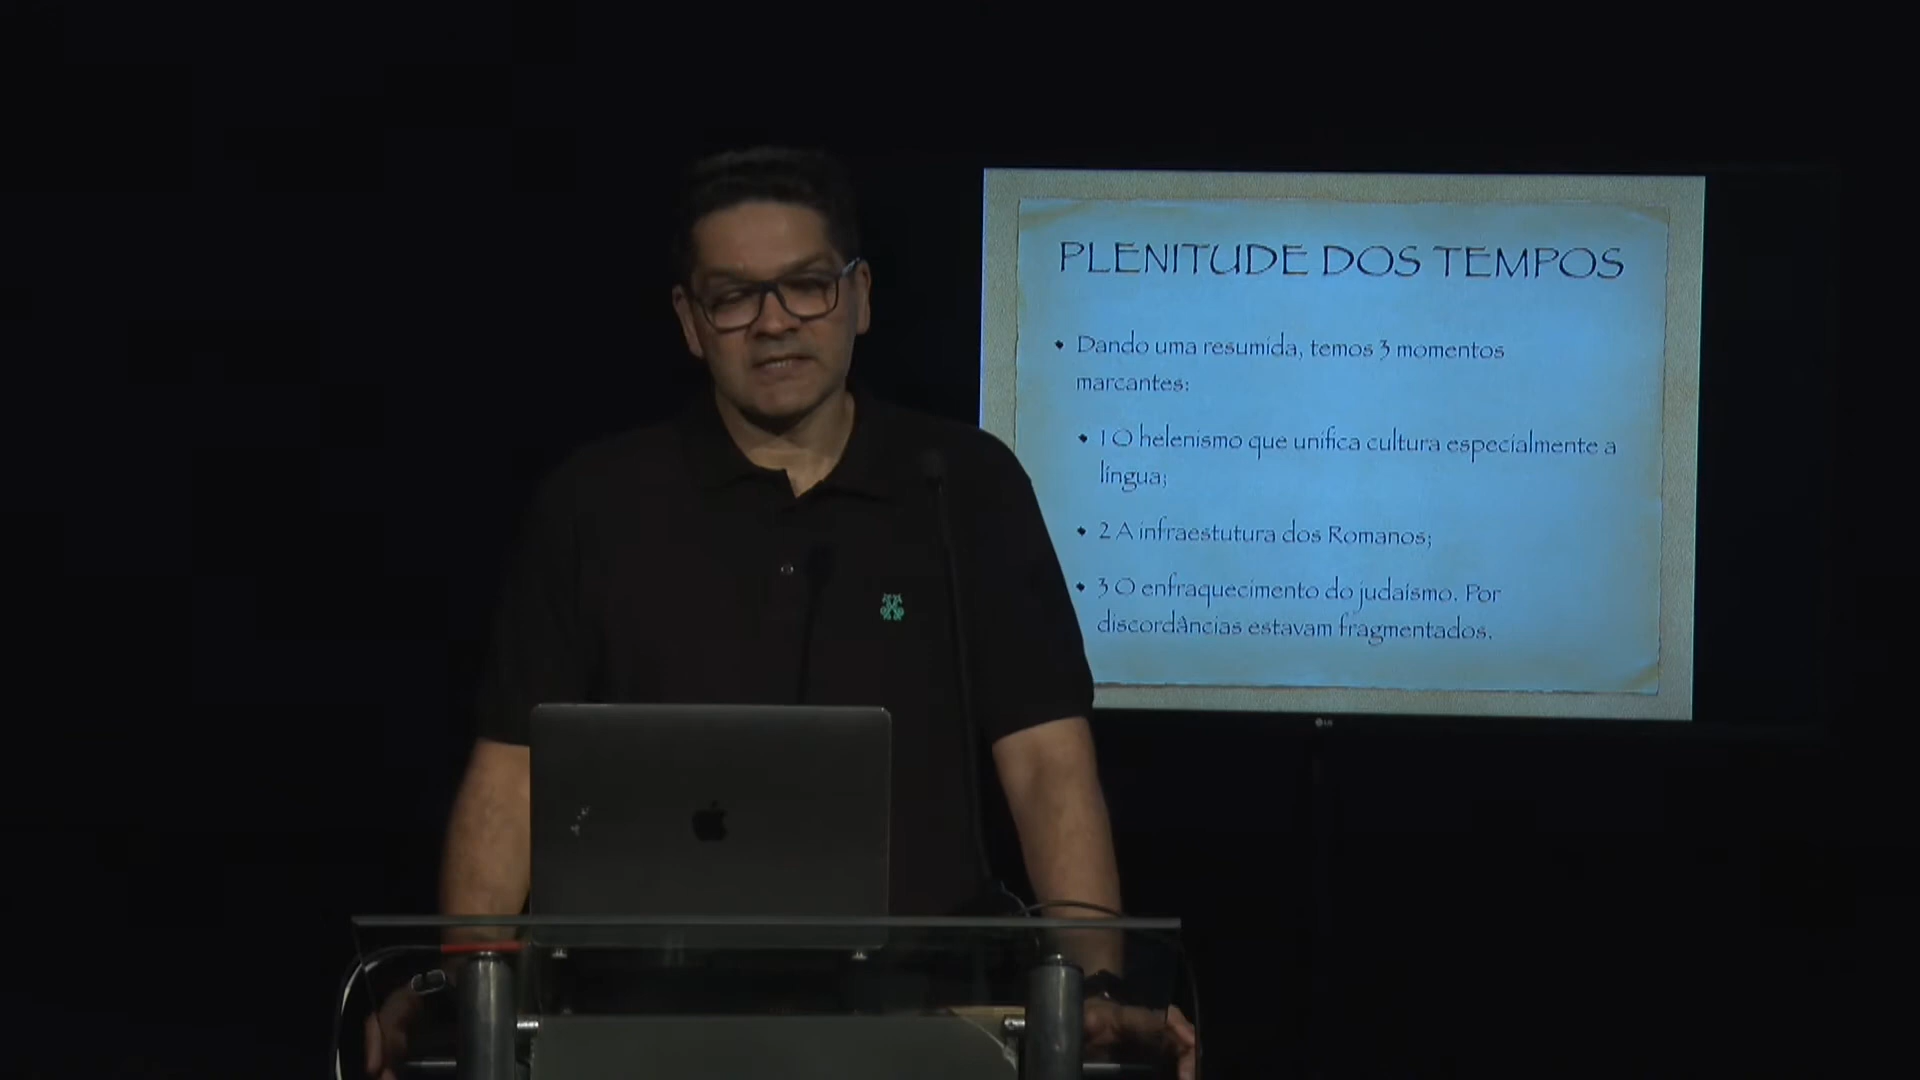 PLENITUDE DOS TEMPOS
• Dando uma resumida, temos 3 momentos
marcantes:
• 1 O helenismo que unifica cultura especialmente a
língua;
• 2 A infraestutura dos Romanos;
• 3 O enfraquecimento do judaísmo. Por
discordâncias estavam fragmentados.
LG